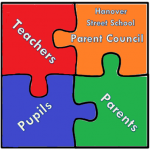 Hanover
Street School
Parent Council
Teachers
Pupils
Parents